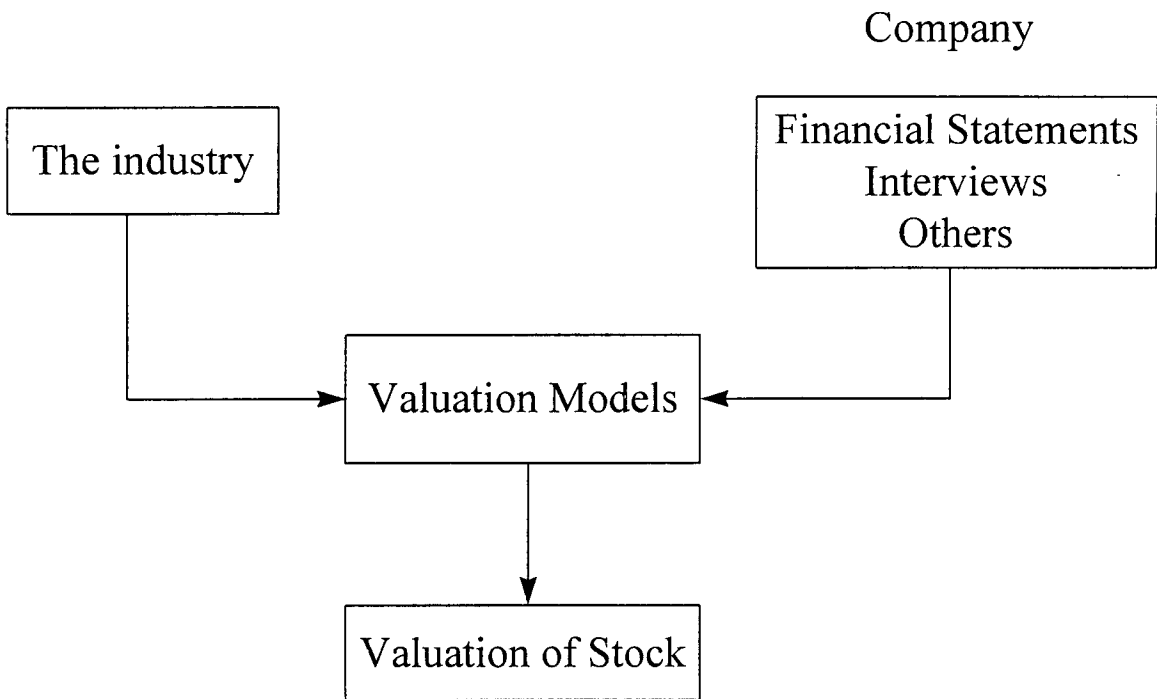 Company
The industry
Financial Statements
Interviews
Others
Valuation Models
Valuation of Stock